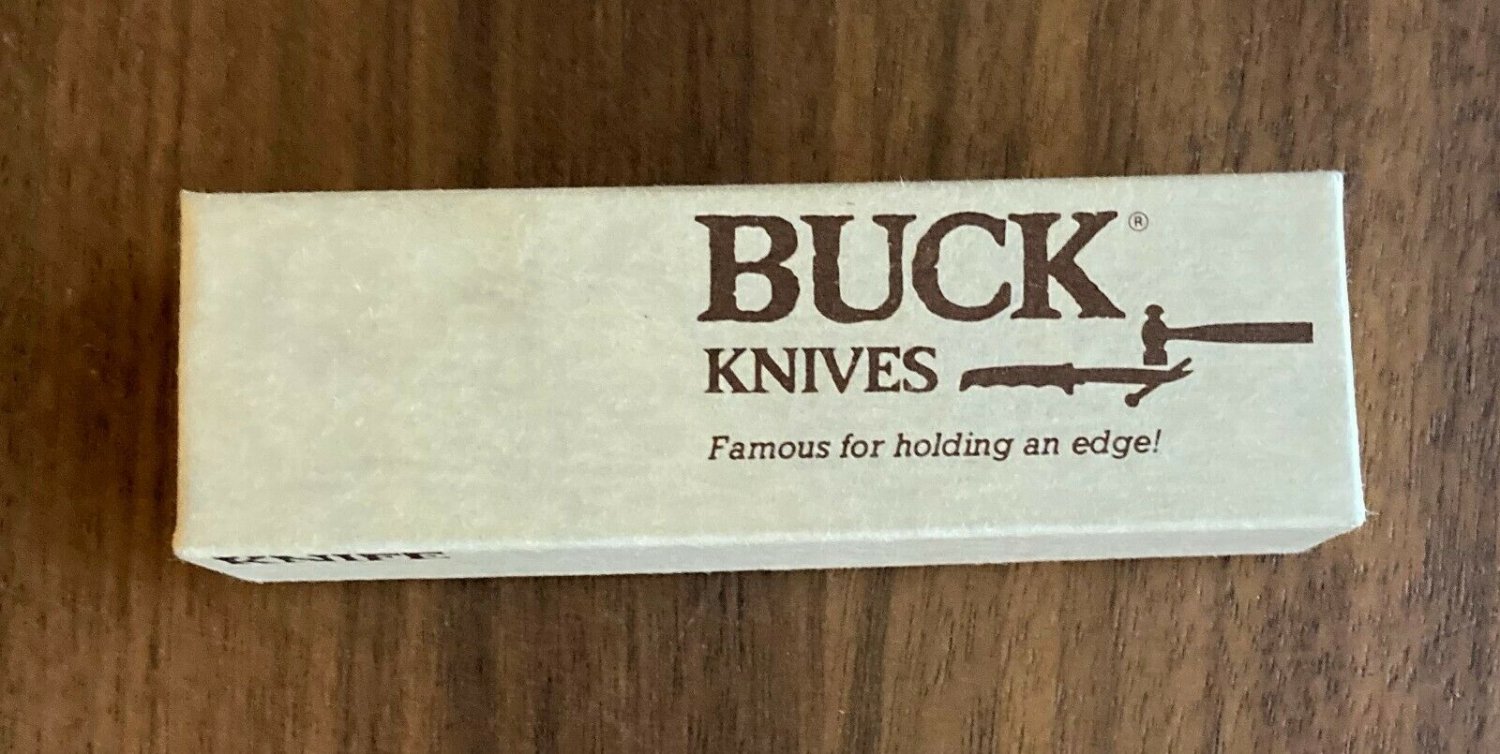 BUCK®
KNIVES
Famous for holding an edge!
KNIFE